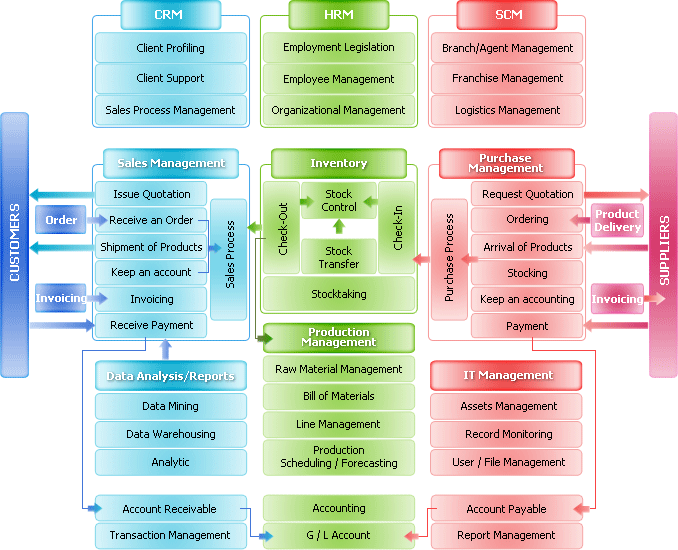 CRM
HRM
SCM
Client Profiling
Employment Legislation
Branch/Agent Management
Client Support
Employee Management
Franchise Management
Sales Process Management
Organizational Management
Logistics Management
CUSTOMERS
Order
Invoicing
Sales Management
Issue Quotation
Receive an Order
Shipment of Products
Keep an account
Invoicing
Receive Payment
Sales Process
Inventory
Check-Out
Stock
Control
Stock
Transfer
Check-In
Stocktaking
Purchase
Management
Purchase Process
Request Quotation
Ordering
Arrival of Products
Stocking
Keep an accounting
Payment
Product
Delivery
Invoicing
SUPPLIERS
Data Analysis/Reports
Data Mining
Data Warehousing
Analytic
Production
Management
Raw Material Management
Bill of Materials
Line Management
Production
Scheduling / Forecasting
IT Management
Assets Management
Record Monitoring
User / File Management
Account Receivable
Transaction Management
Accounting
G / L Account
Account Payable
Report Management